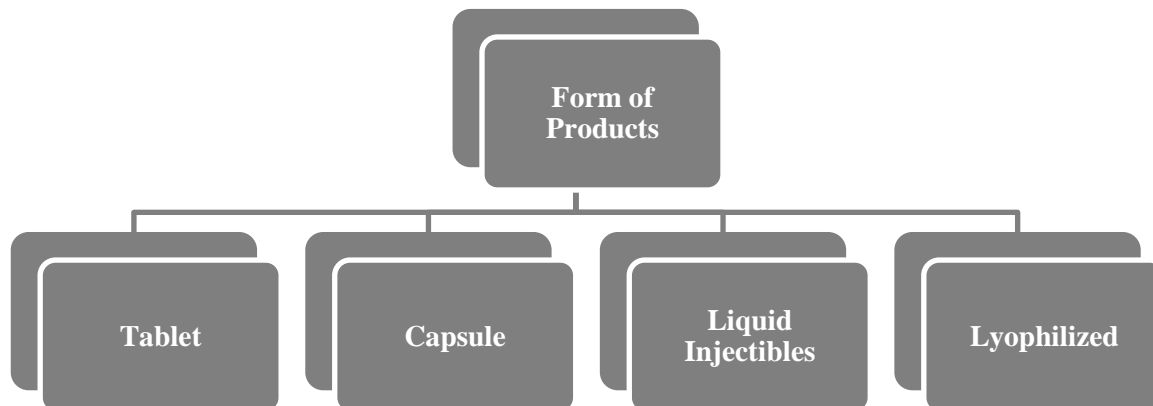 Form of
Products
Tablet
Capsule
Liquid
Injectibles
Lyophilized